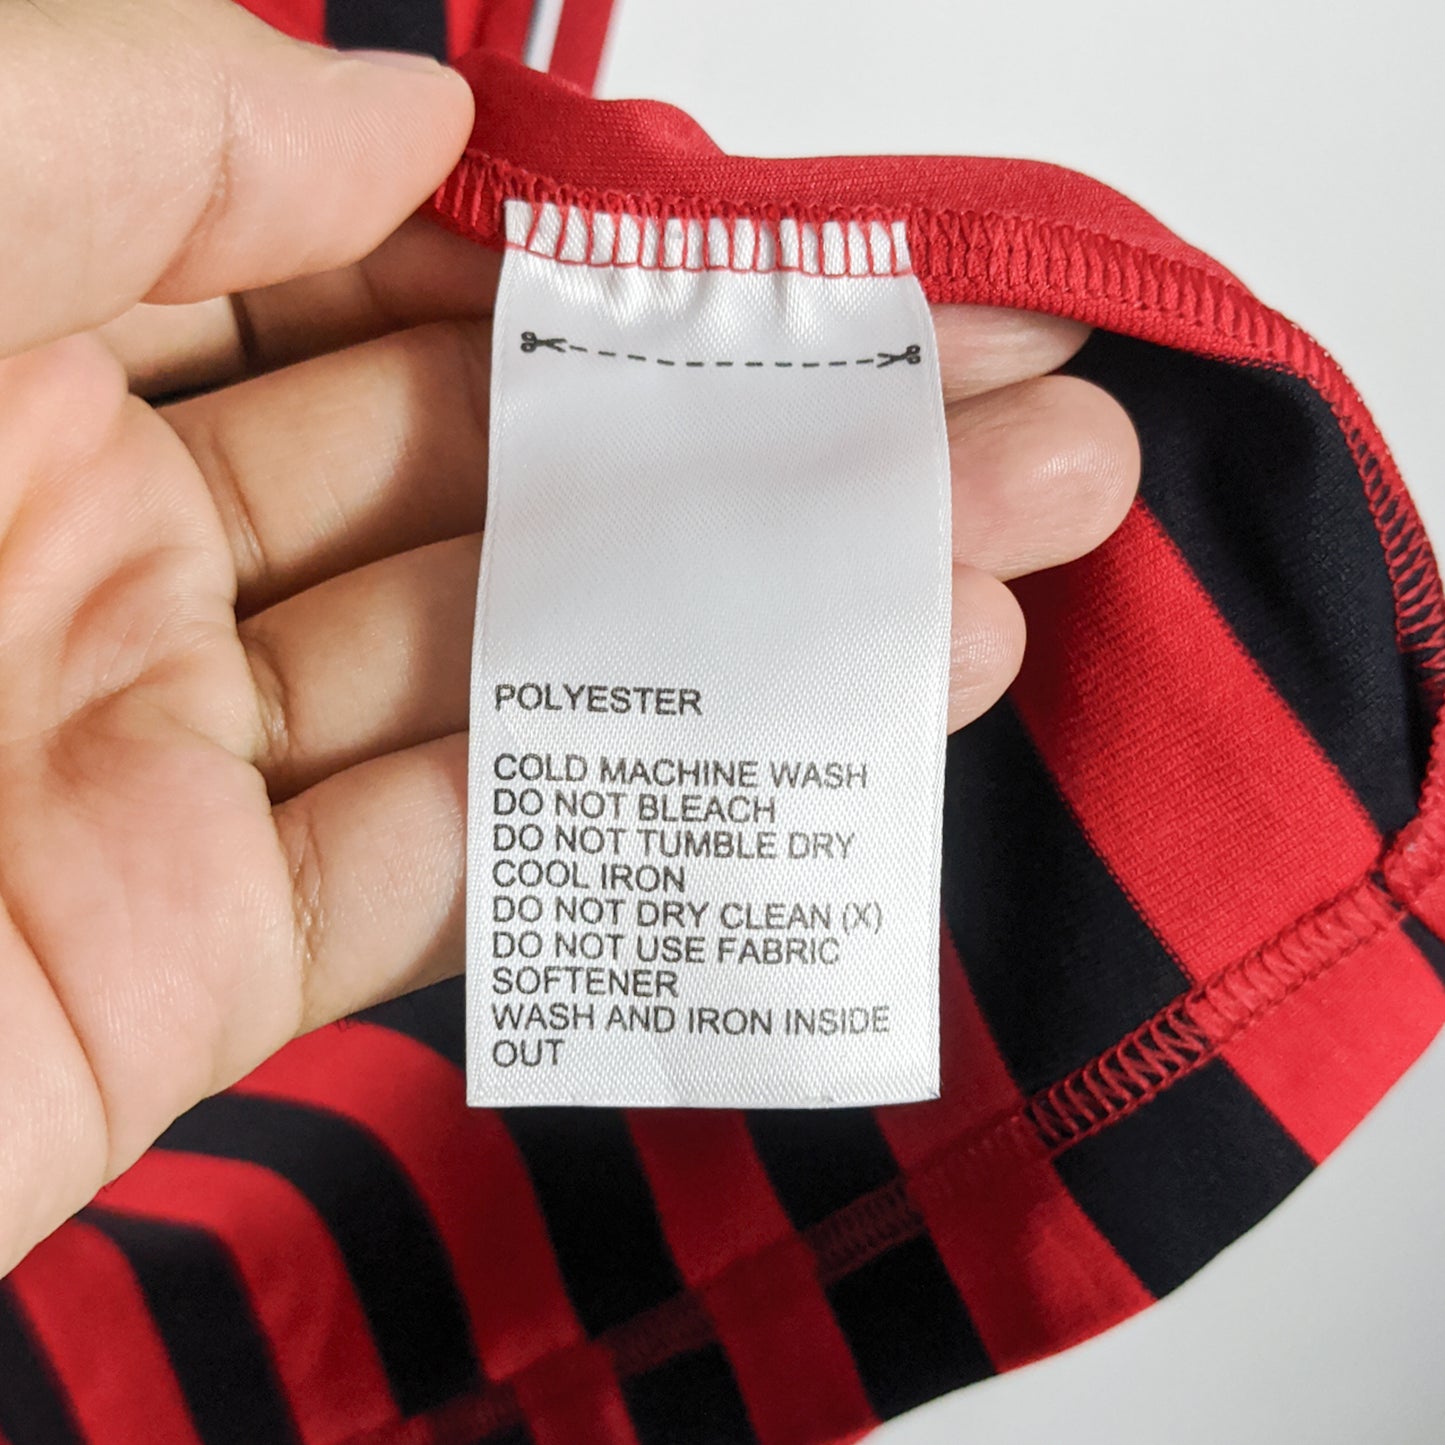 POLYESTER
COLD MACHINE WASH
DO NOT BLEACH
DO NOT TUMBLE DRY
COOL IRON
DO NOT DRY CLEAN (X)
DO NOT USE FABRIC
SOFTENER
WASH AND IRON INSIDE
OUT